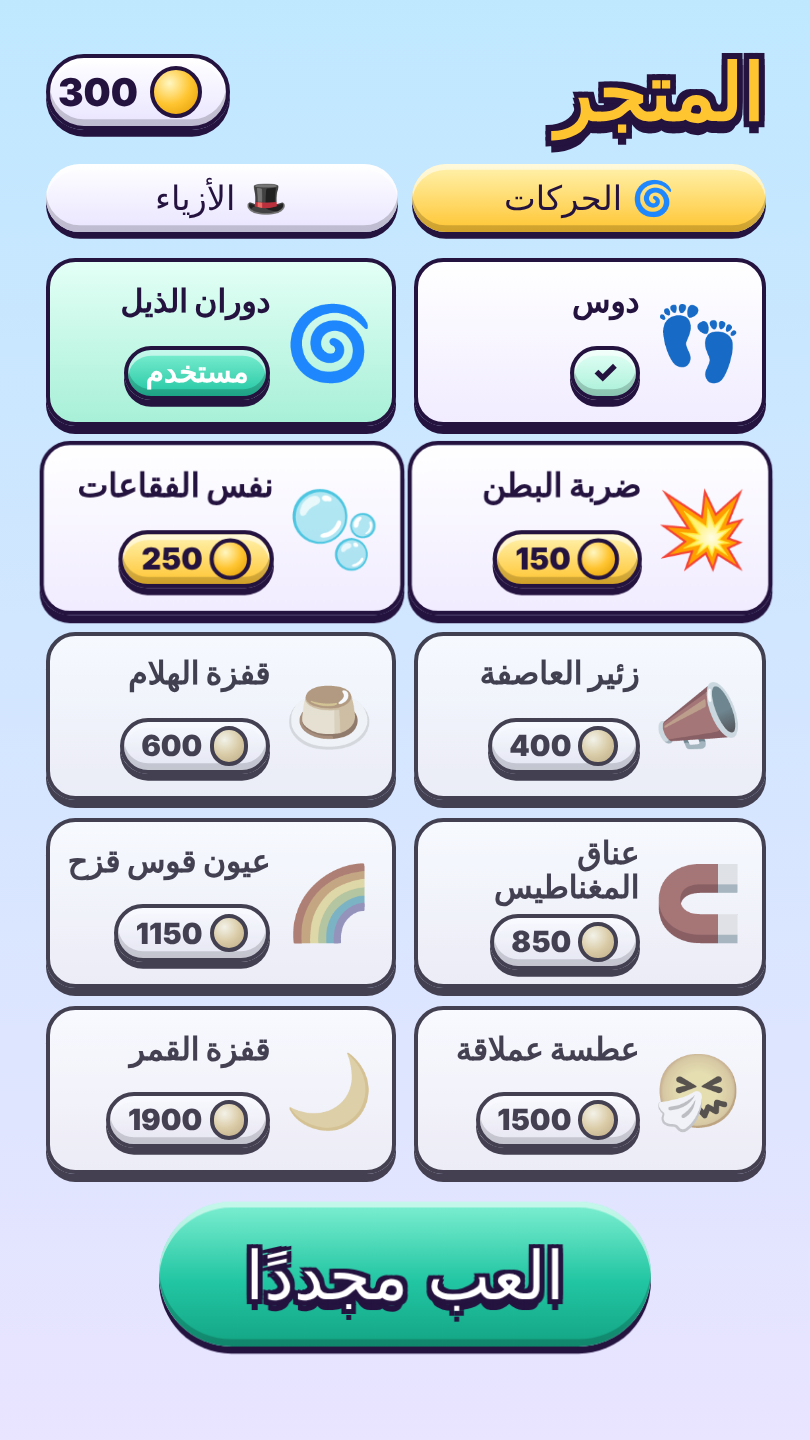 المتجر
300
الحركات
الأزياء
دوس
دوران الذيل
مستخدم
ضربة البطن
150
نفس الفقاعات
250
زئير العاصفة
400
قفزة الهلام
600
عناق
المغناطيس
850
عيون قوس قزح
1150
عطسة عملاقة
1500
قفزة القمر
1900
العب مجددًا